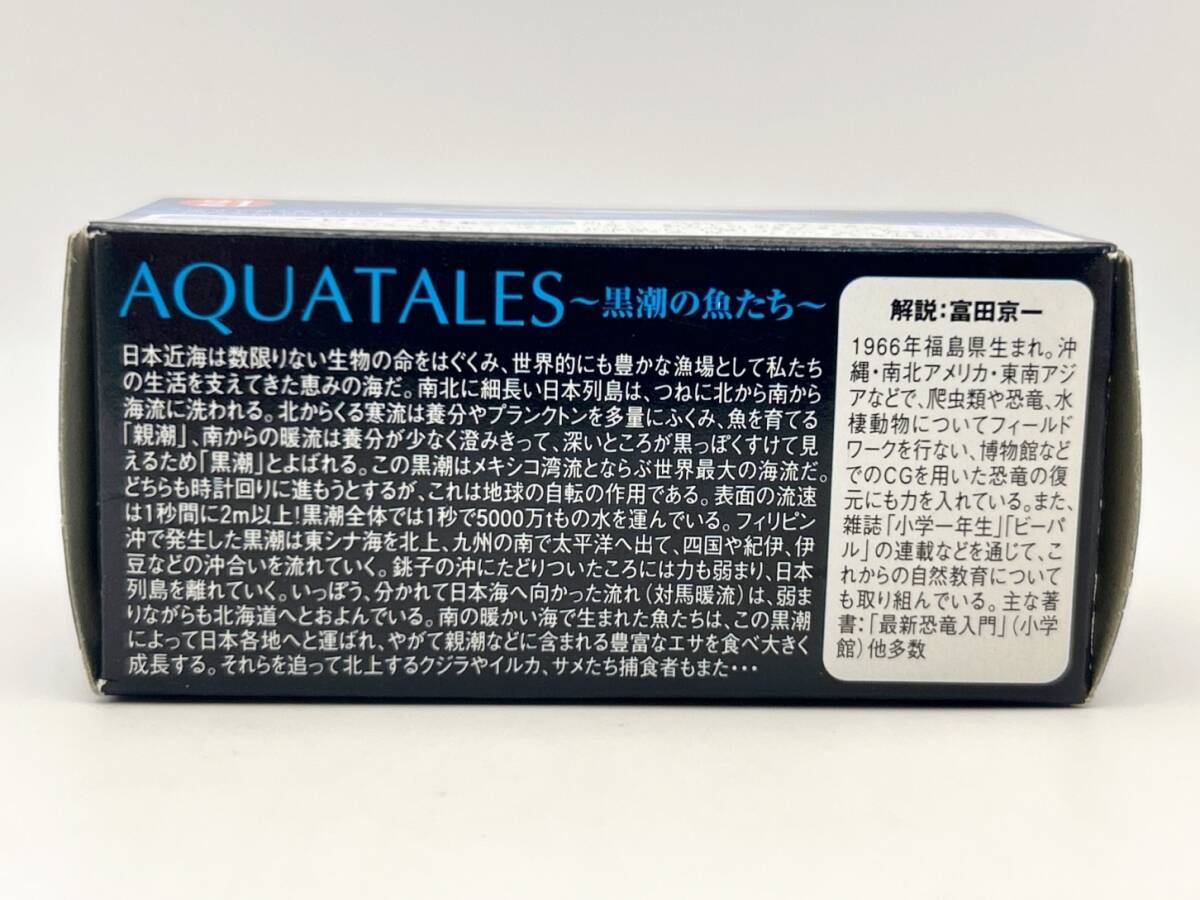 AQUATALES ～黒潮の魚たち～
日本近海は数限りない生物の命をはぐくみ、世界的にも豊かな漁場として私たち
の生活を支えてきた恵みの海だ。南北に細長い日本列島は、つねに北から南から
海流に洗われる。北からくる寒流は養分やプランクトンを多量にふくみ、魚を育てる
「親潮」、南からの暖流は養分が少なく澄みきって、深いところが黒っぽくすけて見
えるため「黒潮」とよばれる。この黒潮はメキシコ湾流とならぶ世界最大の海流だ。
どちらも時計回りに進もうとするが、これは地球の自転の作用である。表面の流速
は1秒間に2m以上!黒潮全体では1秒で5000万tもの水を運んでいる。フィリピン
沖で発生した黒潮は東シナ海を北上、九州の南で太平洋へ出て、四国や紀伊、伊
豆などの沖合いを流れていく。銚子の沖にたどりついたころには力も弱まり、日本
列島を離れていく。いっぽう、分かれて日本海へ向かった流れ(対馬暖流)は、弱ま
りながらも北海道へとおよんでいる。南の暖かい海で生まれた魚たちは、この黒潮
によって日本各地へと運ばれ、やがて親潮などに含まれる豊富なエサを食べ大きく
成長する。それらを追って北上するクジラやイルカ、サメたち捕食者もまた・・・
解説：富田京一
1966年福島県生まれ。沖
縄・南北アメリカ・東南アジ
アなどで、爬虫類や恐竜、水
棲動物についてフィールド
ワークを行ない、博物館など
でのCGを用いた恐竜の復
元にも力を入れている。また、
雑誌「小学一年生」「ビーパ
ル」の連載などを通じて、こ
れからの自然教育について
も取り組んでいる。主な著
書：「最新恐竜入門」(小学
館)他多数